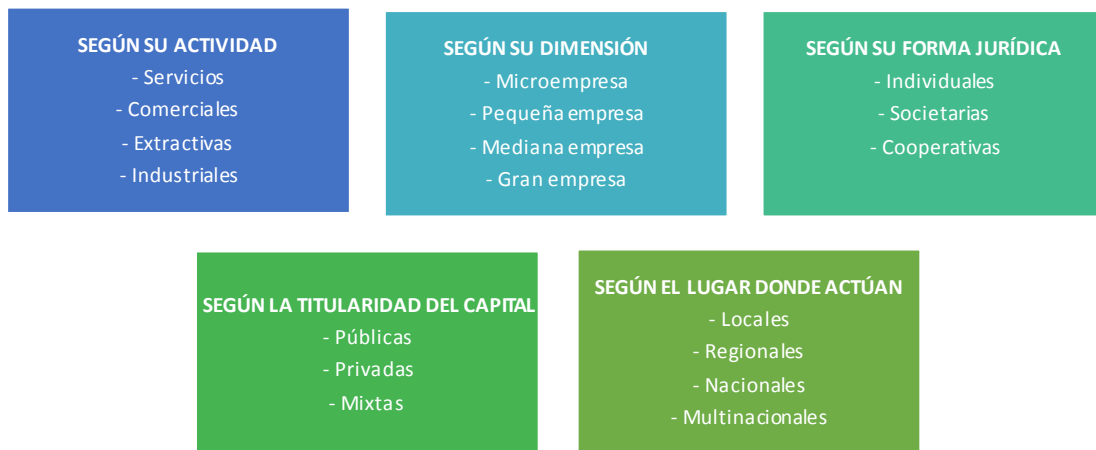 SEGÚN SU ACTIVIDAD
- Servicios
- Comerciales
- Extractivas
- Industriales
SEGÚN SU DIMENSIÓN
- Microempresa
- Pequeña empresa
- Mediana empresa
- Gran empresa
SEGÚN SU FORMA JURÍDICA
- Individuales
- Societarias
- Cooperativas
SEGÚN LA TITULARIDAD DEL CAPITAL
- Públicas
- Privadas
- Mixtas
SEGÚN EL LUGAR DONDE ACTÚAN
- Locales
- Regionales
- Nacionales
- Multinacionales